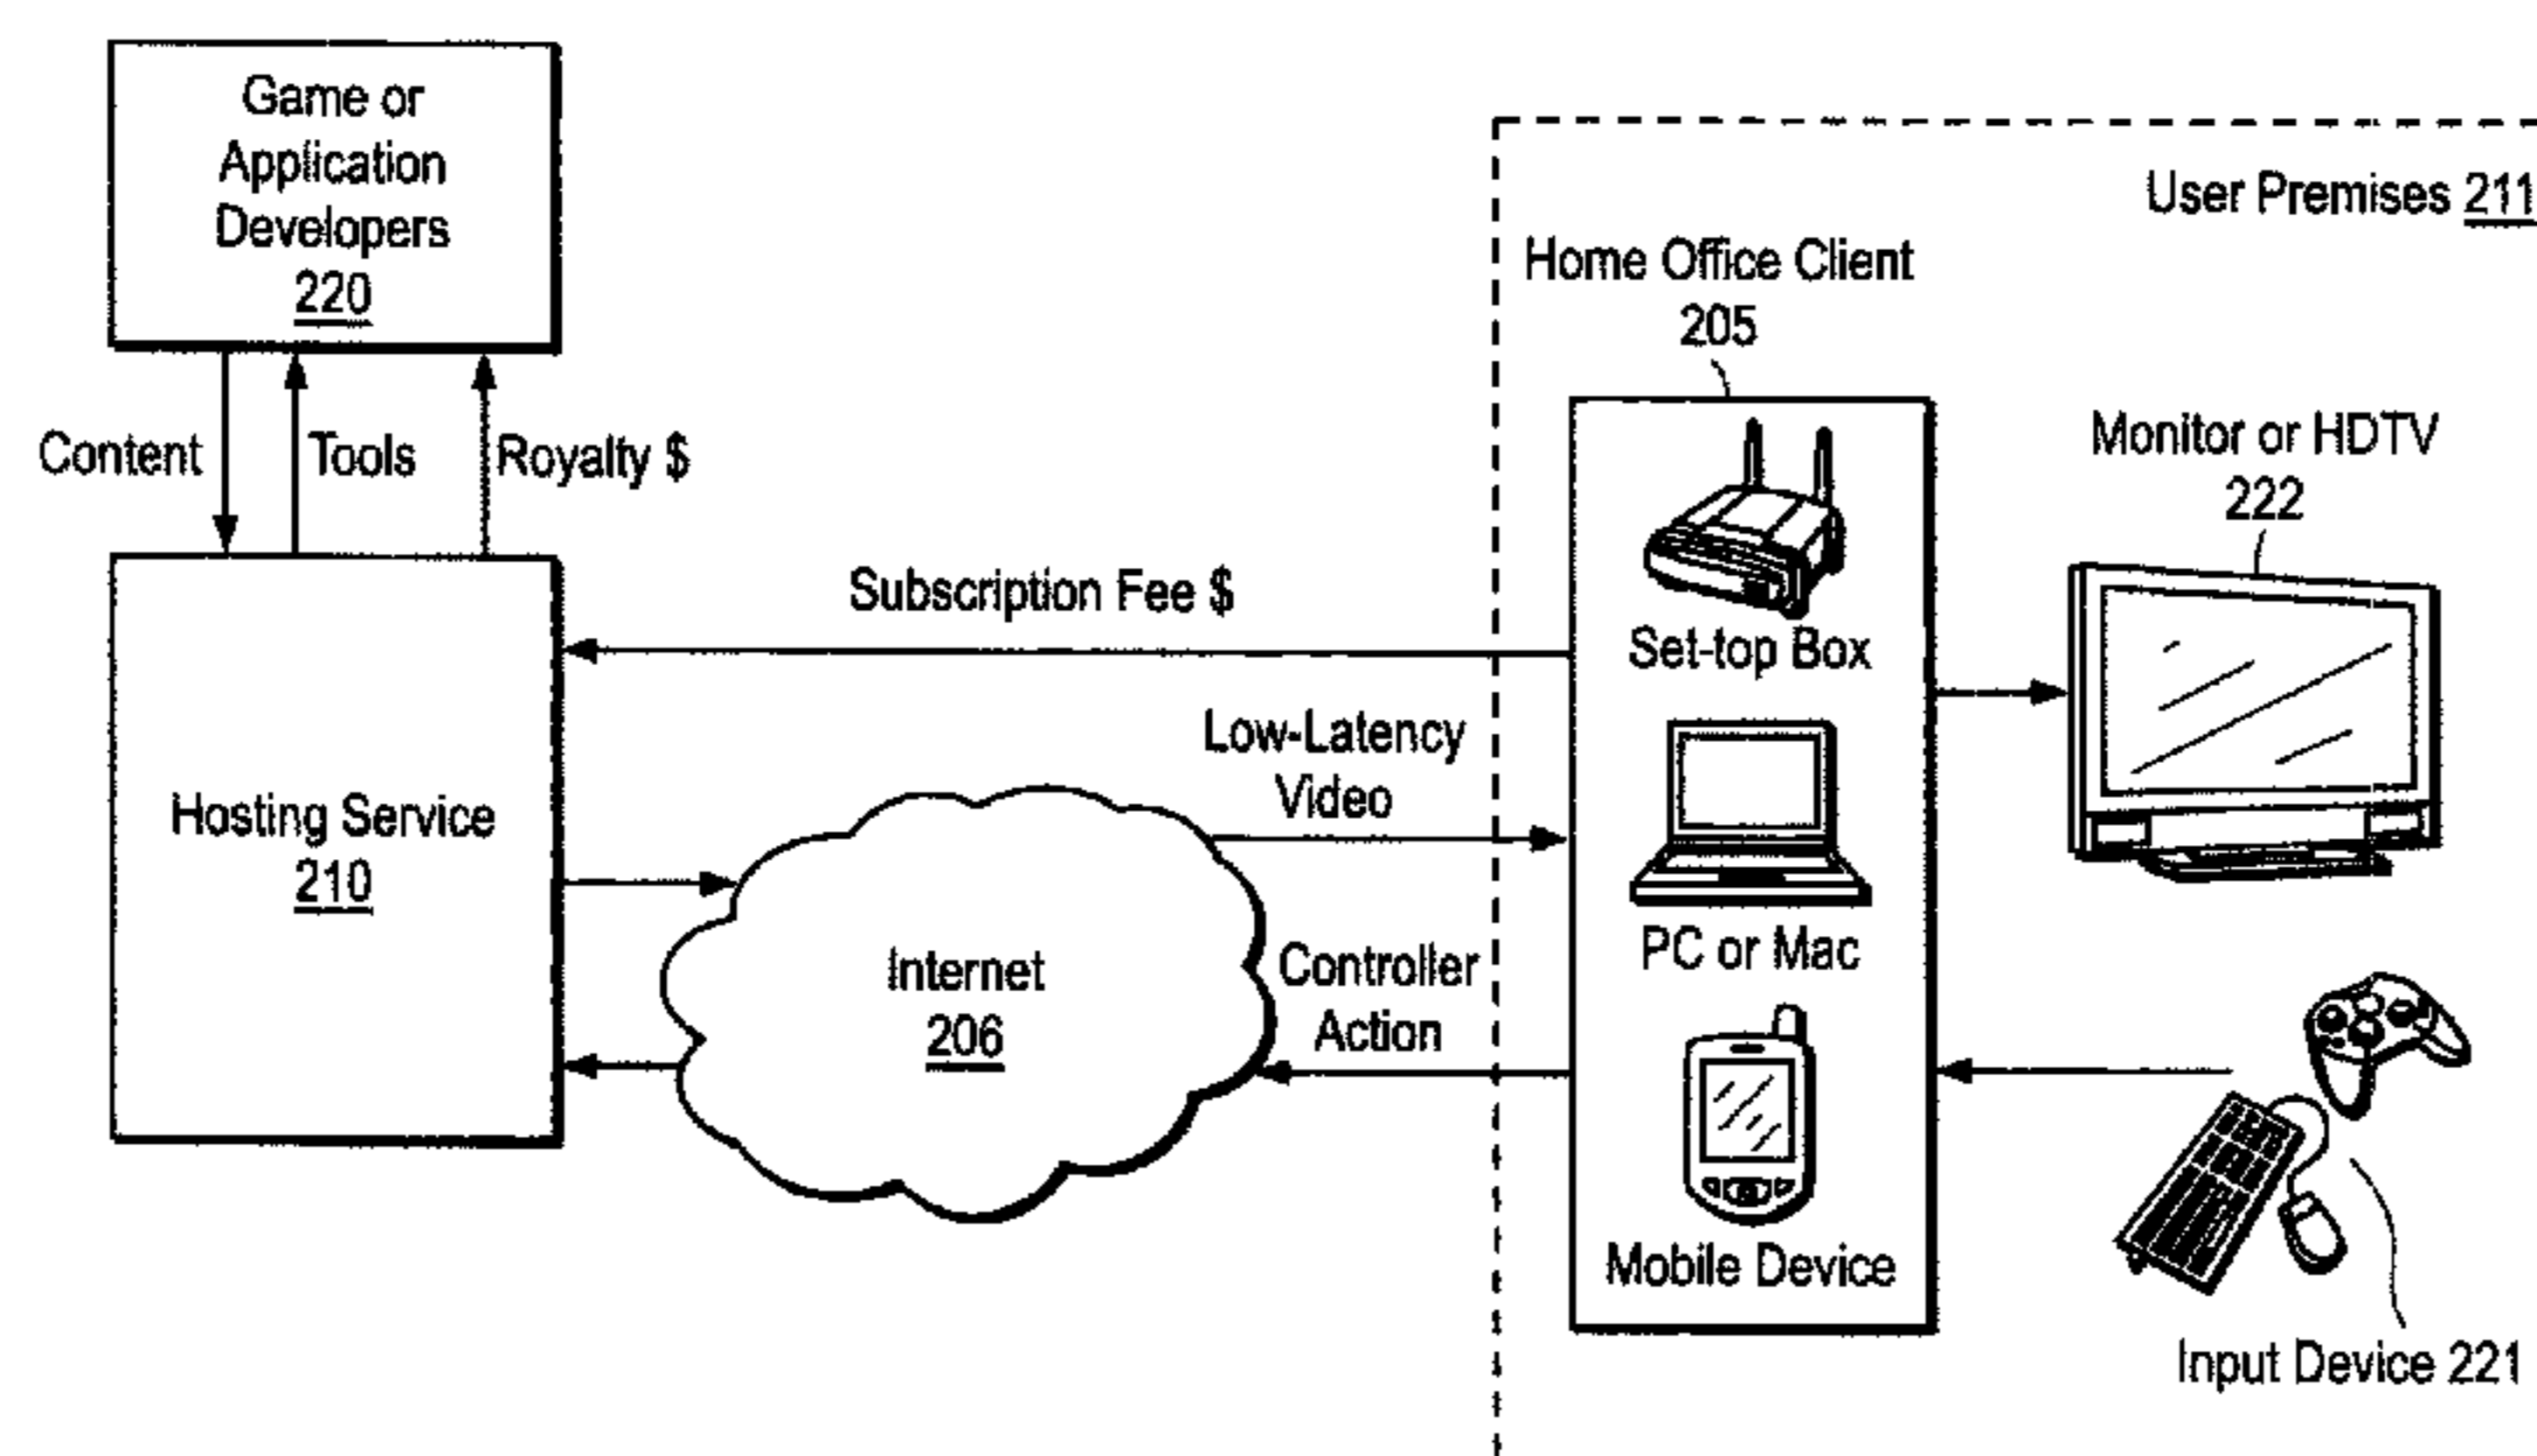 Game or
Application
Developers
220
User Premises 211
Home Office Client
205
Content
Tools
Royalty $
Monitor or HDTV
222
Subscription Fee $
Set-top Box
Low-Latency
Video
Hosting Service
210
PC or Mac
Internet
206
Controller
Action
Mobile Device
Input Device 221